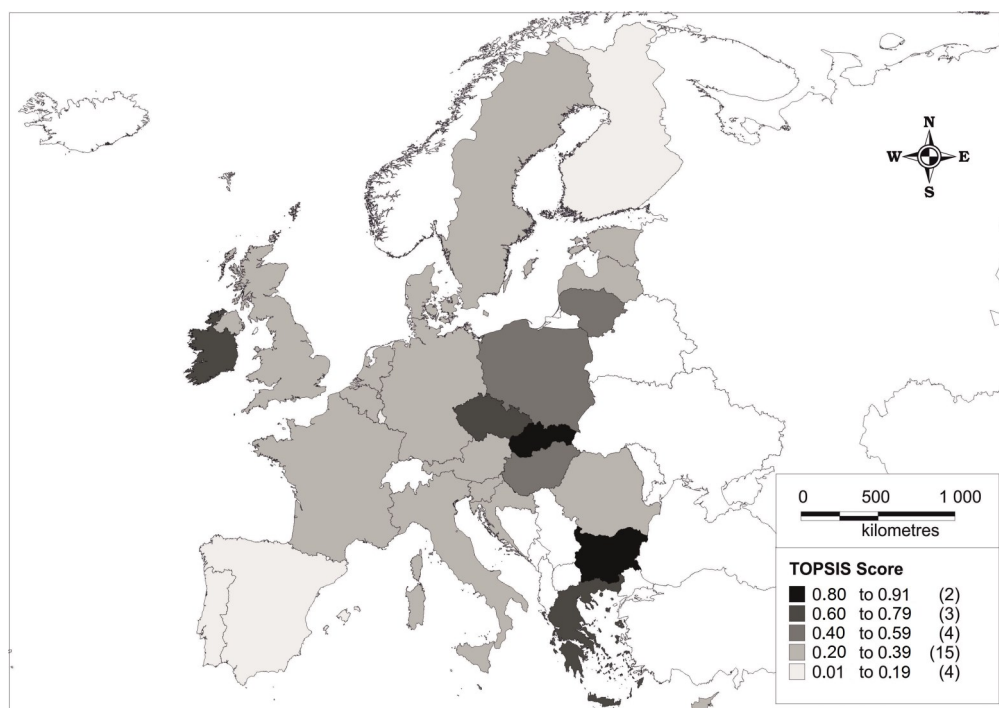 N
W E
S
0 500 1 000
kilometres
TOPSIS Score
0.80 to 0.91 (2)
0.60 to 0.79 (3)
0.40 to 0.59 (4)
0.20 to 0.39 (15)
0.01 to 0.19 (4)